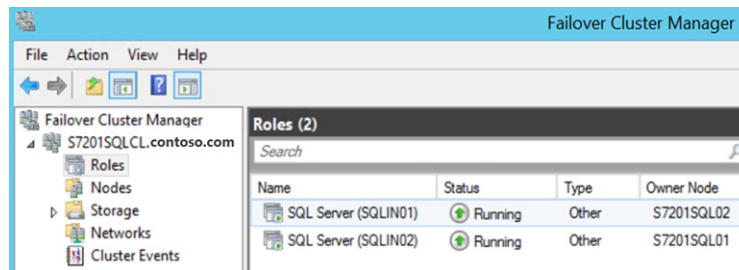 Failover Cluster Manager
File Action View Help
Failover Cluster Manager
S7201SQLCL.contoso.com
Roles
Nodes
Storage
Networks
Cluster Events
Roles (2)
Search
Name Status Type Owner Node
SQL Server (SQLIN01) Running Other S7201SQL02
SQL Server (SQLIN02) Running Other S7201SQL01